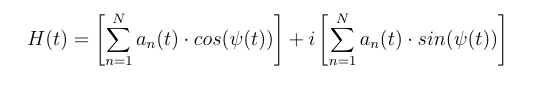 H(t) = [∑_{n=1}^{N} a_n(t) · cos(ψ(t))] + i [∑_{n=1}^{N} a_n(t) · sin(ψ(t))]